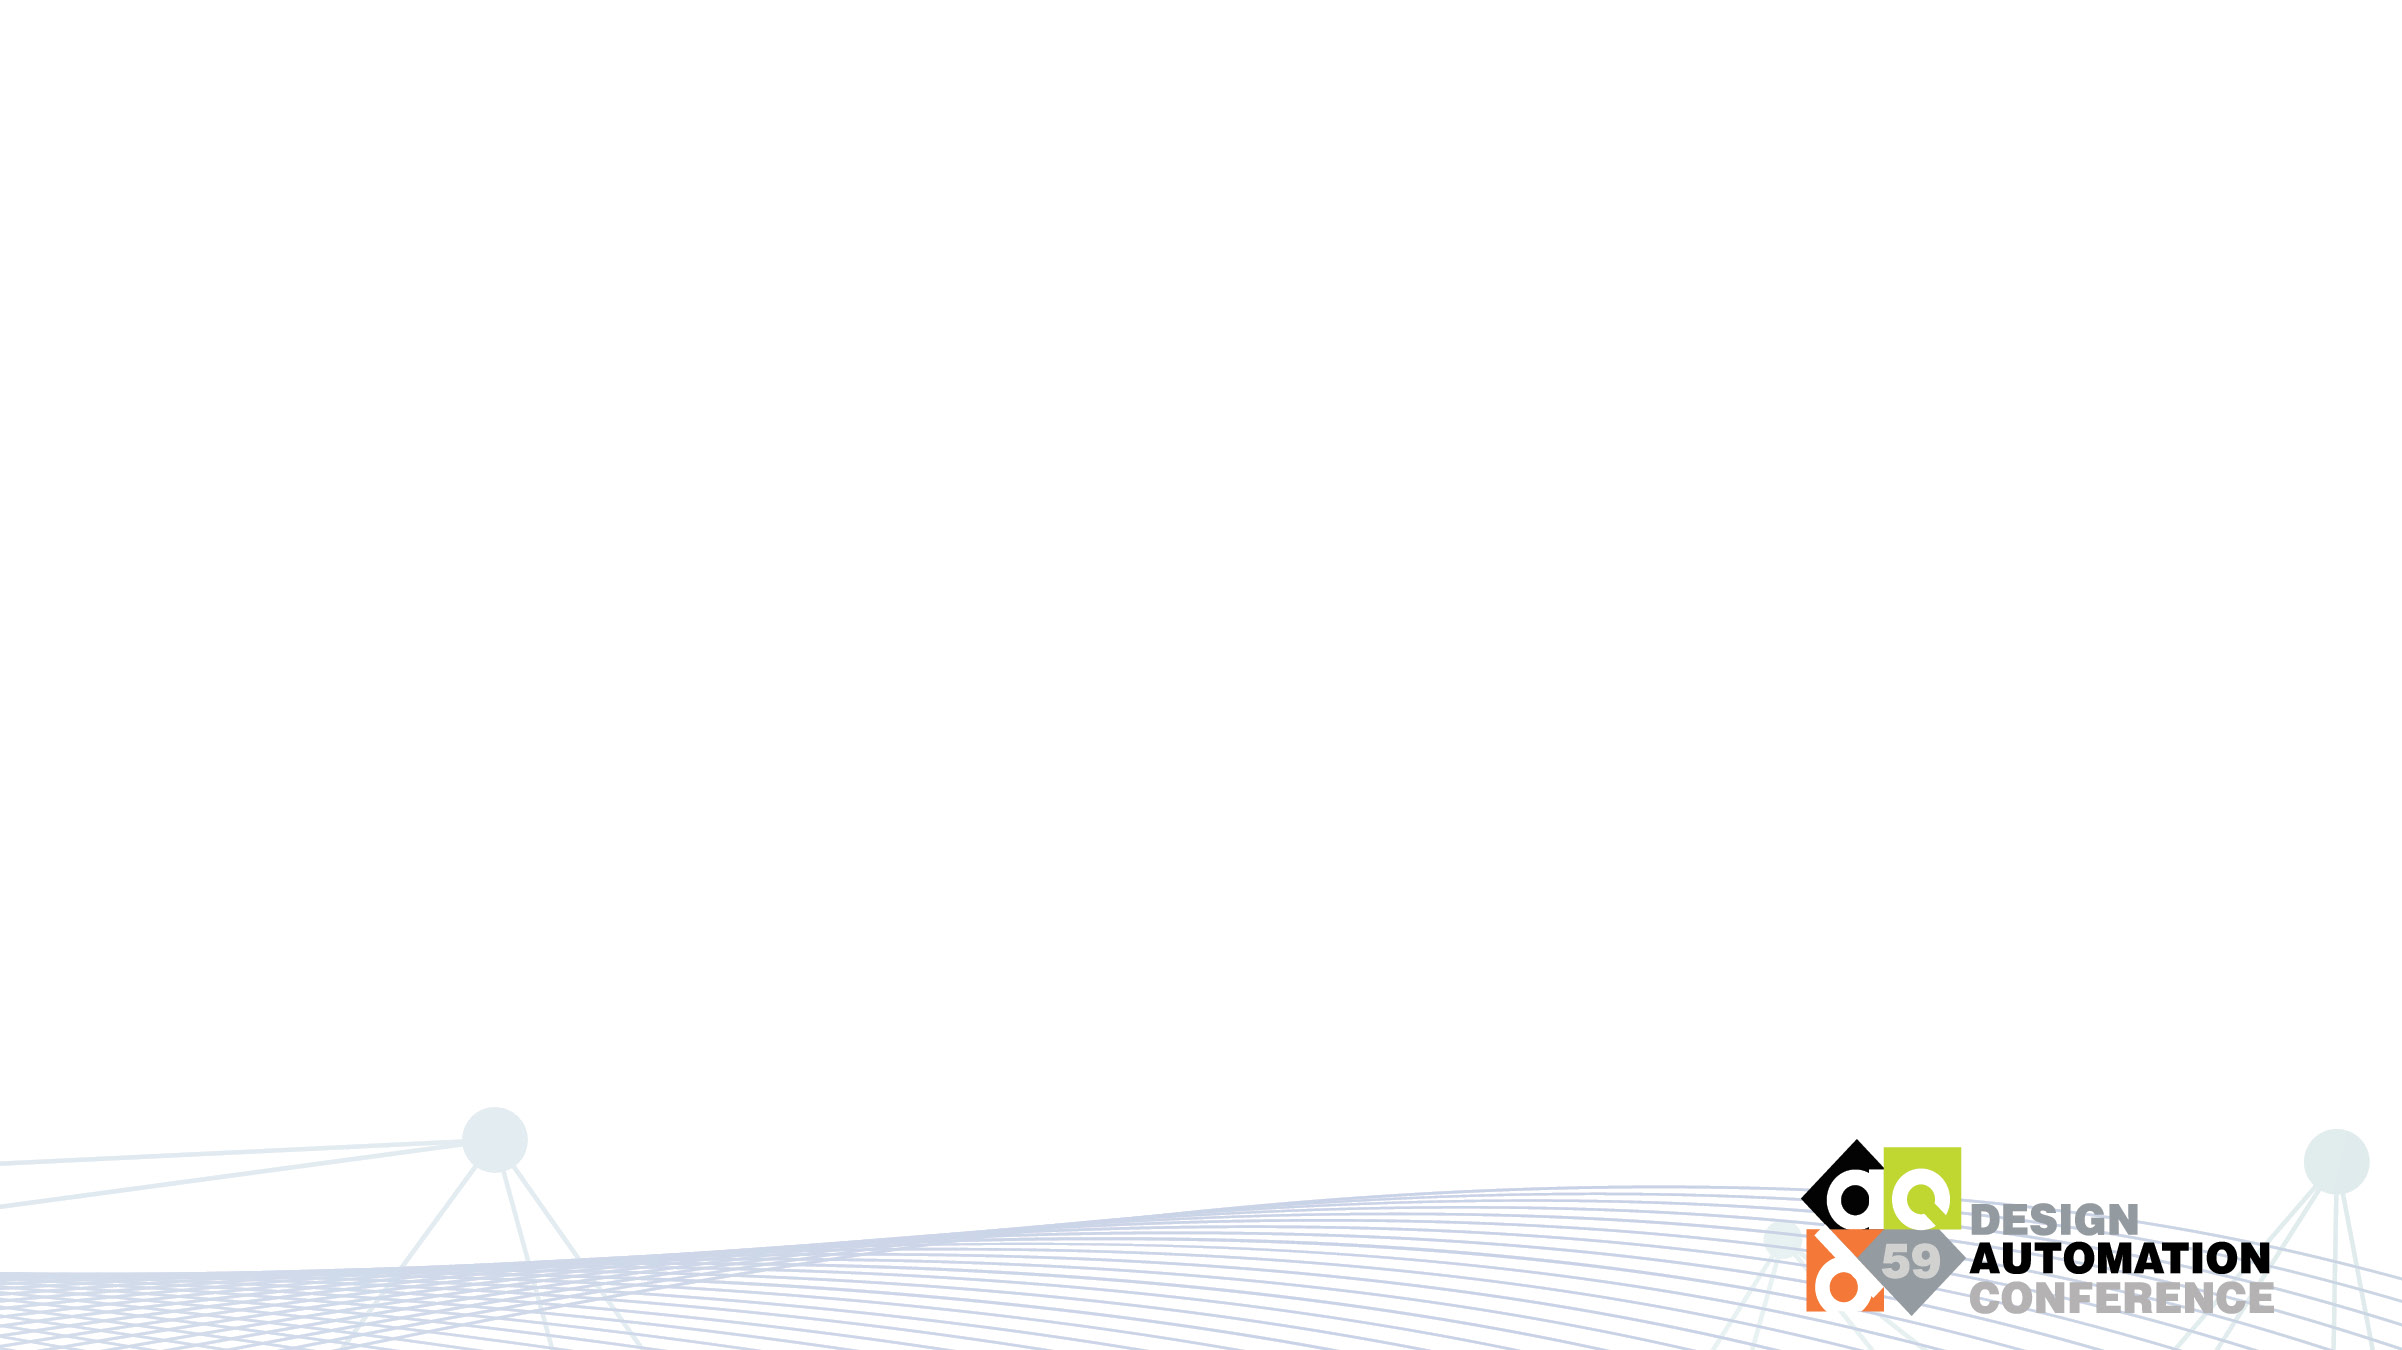 59
DESIGN
AUTOMATION
CONFERENCE